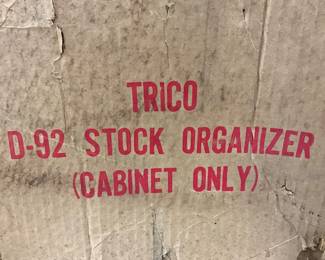 TRICO
D-92 STOCK ORGANIZER
(CABINET ONLY)